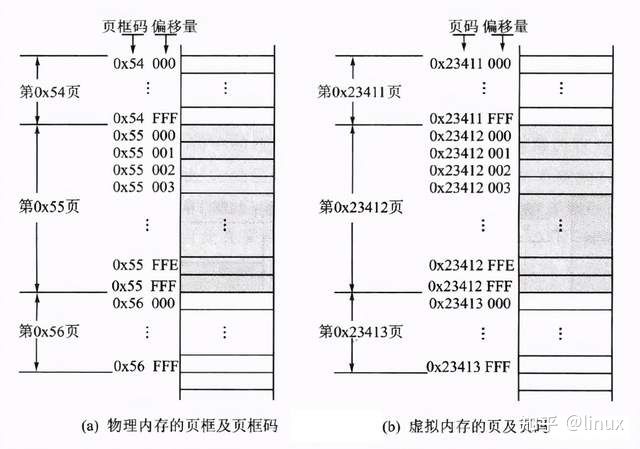 页框码 偏移量
0x54 000
第0x54页
0x54 FFF
0x55 000
0x55 001
0x55 002
0x55 003
第0x55页
0x55 FFE
0x55 FFF
0x56 000
第0x56页
0x56 FFF
(a) 物理内存的页框及页框码
页码 偏移量
0x23411 000
第0x23411页
0x23411 FFF
0x23412 000
0x23412 001
0x23412 002
0x23412 003
第0x23412页
0x23412 FFE
0x23412 FFF
0x23413 000
第0x23413页
0x23413 FFF
(b) 虚拟内存的页及页码
知乎 @linux